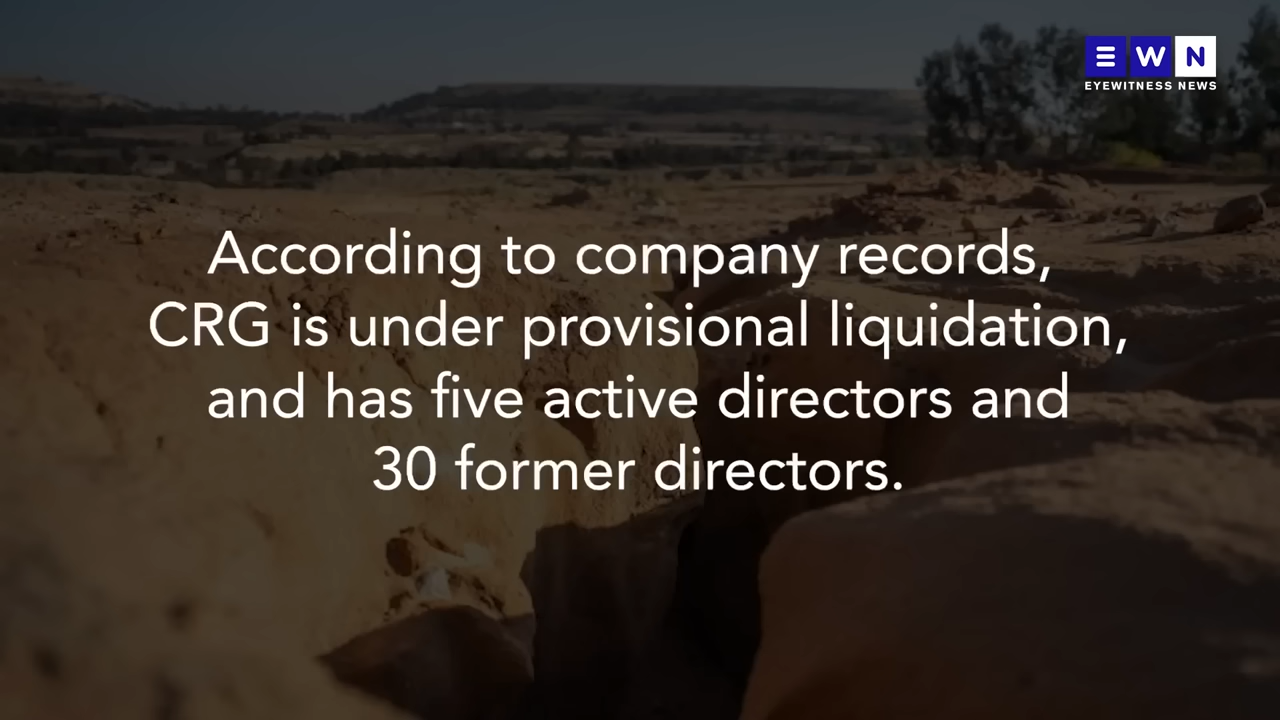 EWN
EYEWITNESS NEWS
According to company records,
CRG is under provisional liquidation,
and has five active directors and
30 former directors.